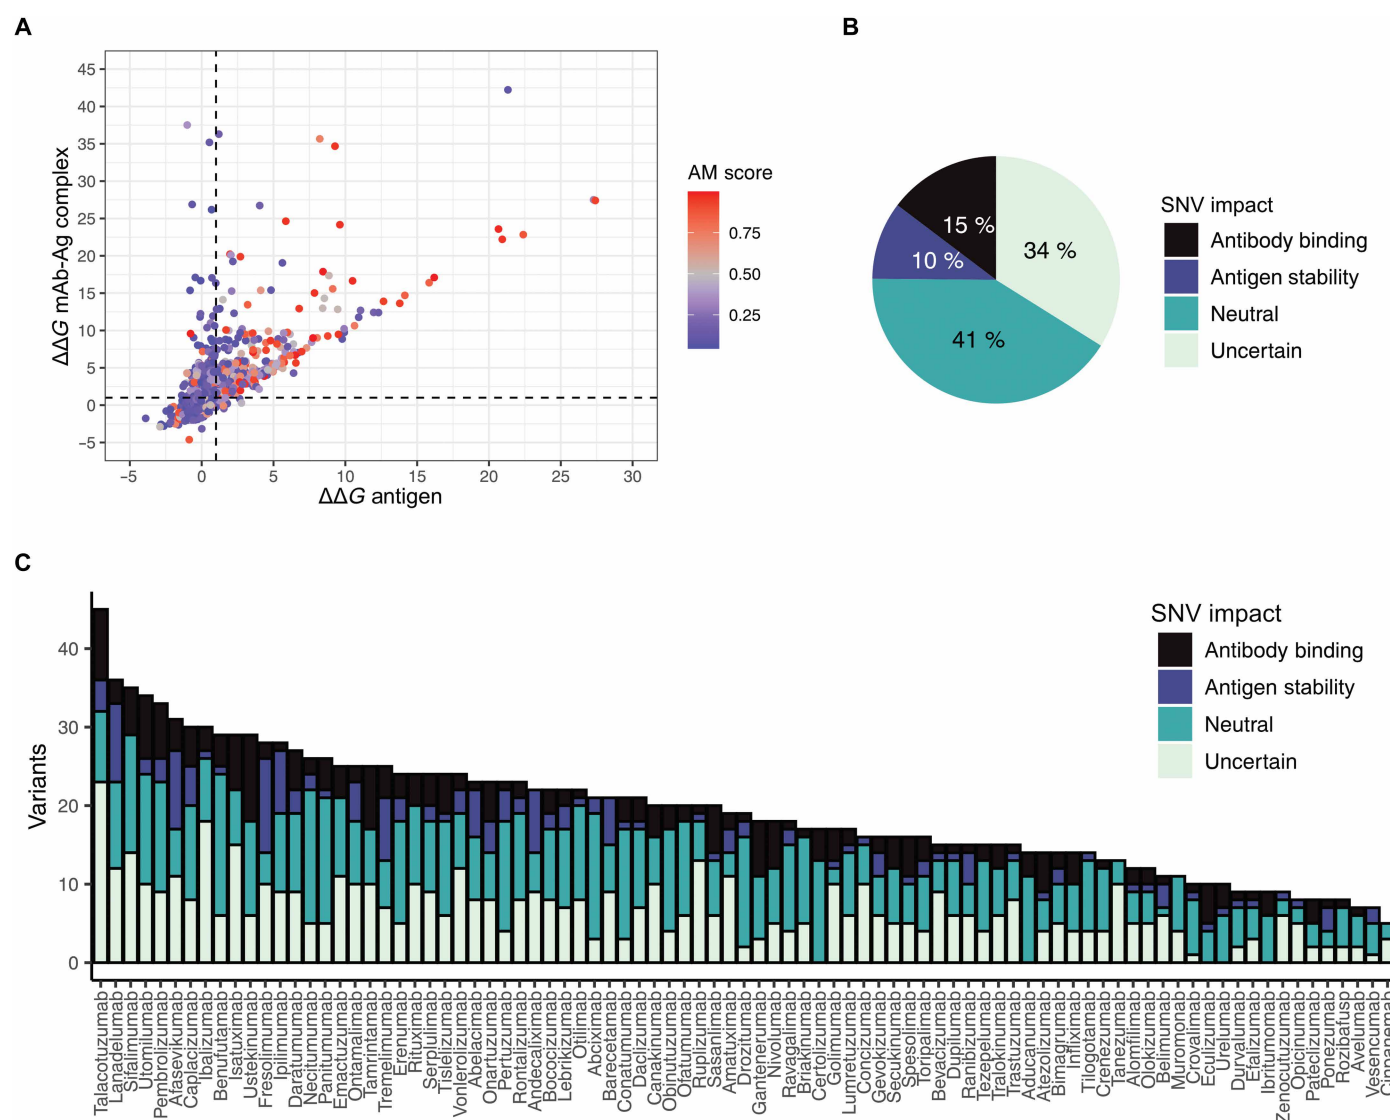 A
ΔΔG mAb-Ag complex
45
40
35
30
25
20
15
10
5
0
−5
−5
0
5
10
15
20
25
30
ΔΔG antigen
AM score
0.75
0.50
0.25
B
15 %
34 %
10 %
41 %
SNV impact
Antibody binding
Antigen stability
Neutral
Uncertain
C
Variants
40
30
20
10
0
SNV impact
Antibody binding
Antigen stability
Neutral
Uncertain
Talacotuzumab
Lanadelumab
Sifalimumab
Utomilumab
Pembrolizumab
Afasevikumab
Caplacizumab
Ibalizumab
Benufutamab
Isatuximab
Ustekinumab
Fresolimumab
Ipilimumab
Daratumumab
Necitumumab
Panitumumab
Emactuzumab
Ontamalimab
Tamrintamab
Tremelimumab
Erenumab
Rituximab
Serplulimab
Tislelizumab
Vonlerolizumab
Abelacimab
Onartuzumab
Pertuzumab
Rontalizumab
Andecaliximab
Bococizumab
Lebrikizumab
Otilimab
Abciximab
Barecetamab
Conatumumab
Daclizumab
Canakinumab
Obinutuzumab
Ofatumumab
Ruplizumab
Sasanlimab
Amatuximab
Drozitumab
Gantenerumab
Nivolumab
Ravagalimab
Briakinumab
Certolizumab
Golimumab
Lumretuzumab
Concizumab
Gevokizumab
Secukinumab
Spesolimab
Toripalimab
Bevacizumab
Dupilumab
Ranibizumab
Tezepelumab
Tralokinumab
Trastuzumab
Aducanumab
Atezolizumab
Bimagrumab
Infliximab
Tilogotamab
Crenezumab
Tanezumab
Alomfilimab
Olokizumab
Belimumab
Muromonab
Crovalimab
Eculizumab
Urelumab
Durvalumab
Efalizumab
Ibritumomab
Zenocutuzumab
Opicinumab
Pateclizumab
Ponezumab
Rozibafusp
Avelumab
Vesencumab